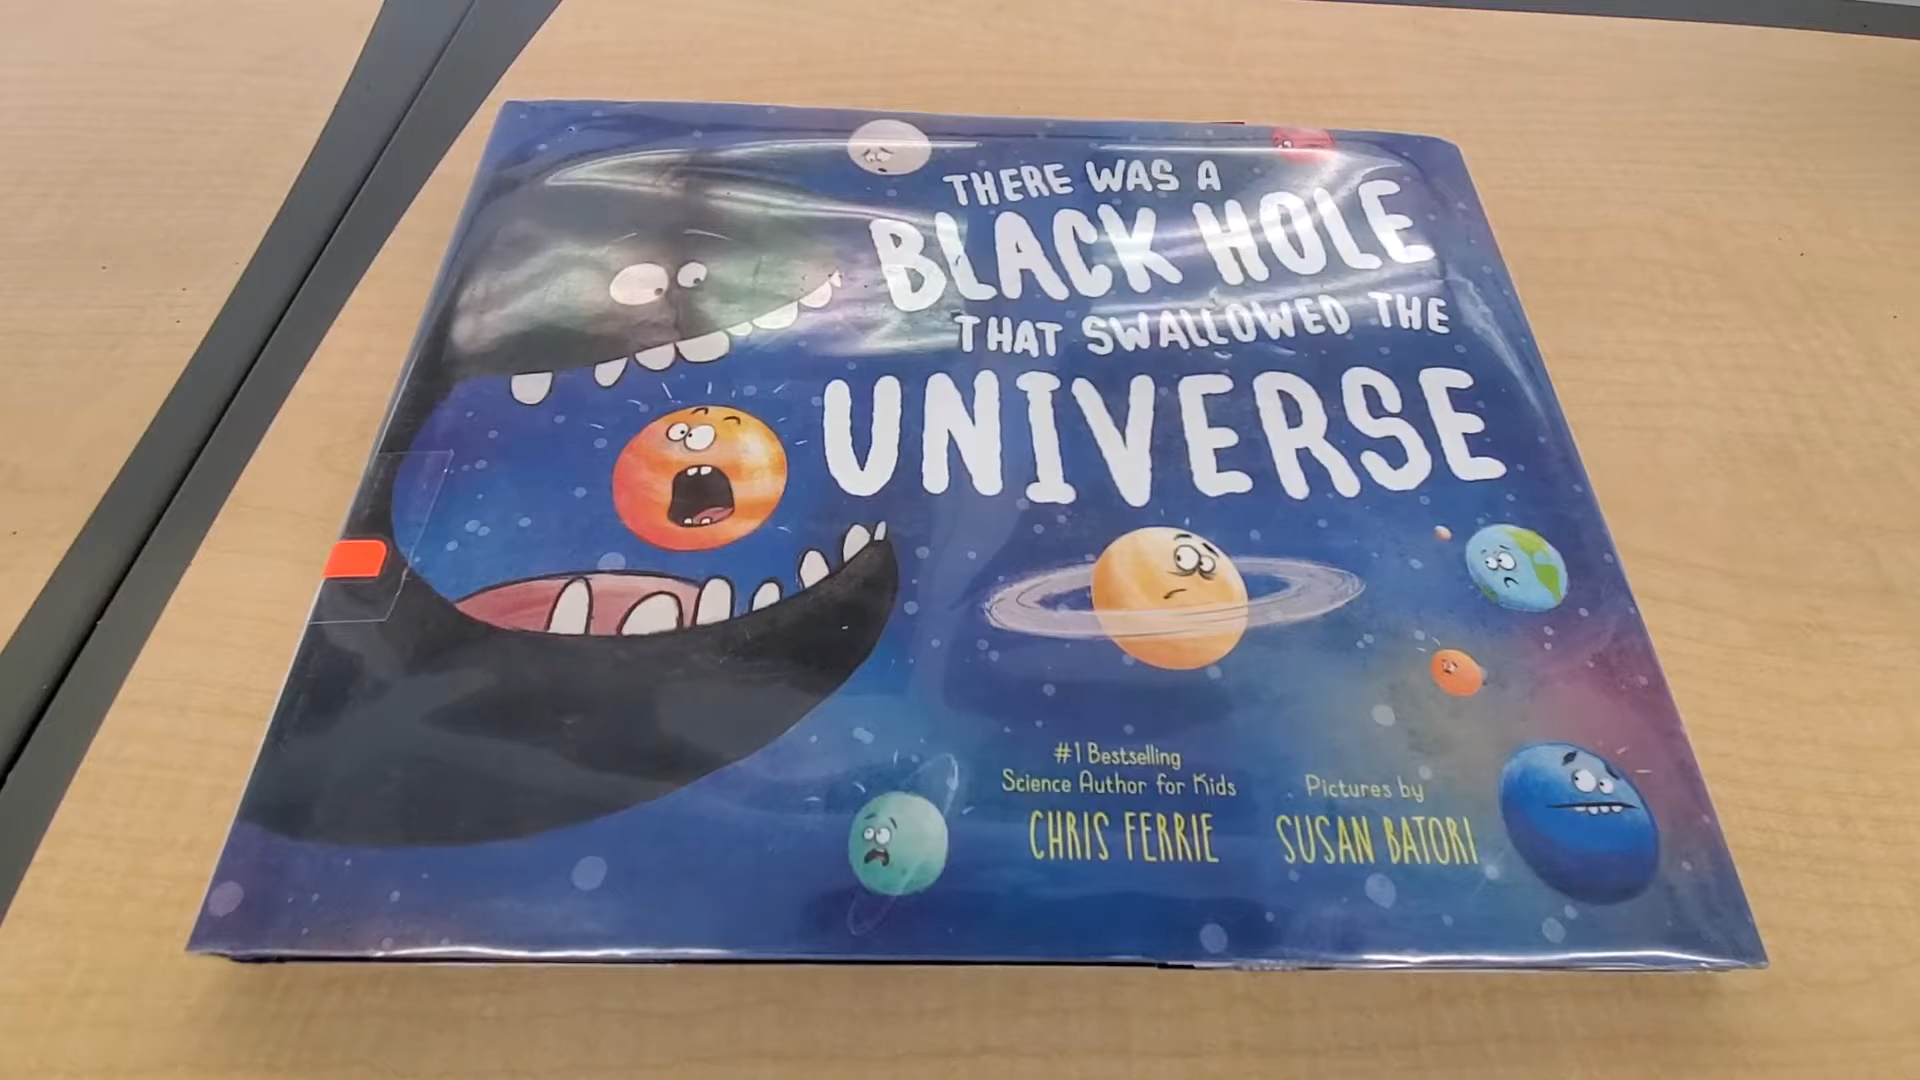 THERE WAS A
BLACK HOLE
THAT SWALLOWED THE
UNIVERSE
#1 Bestselling
Science Author for Kids
CHRIS FERRIE
Pictures by
SUSAN BATORI